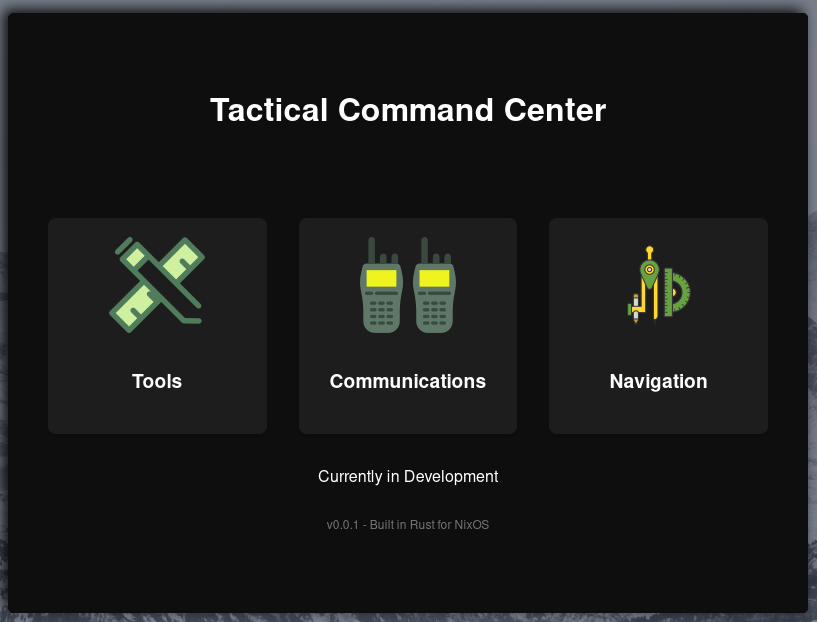 Tactical Command Center
Tools
Communications
Navigation
Currently in Development
v0.0.1 - Built in Rust for NixOS